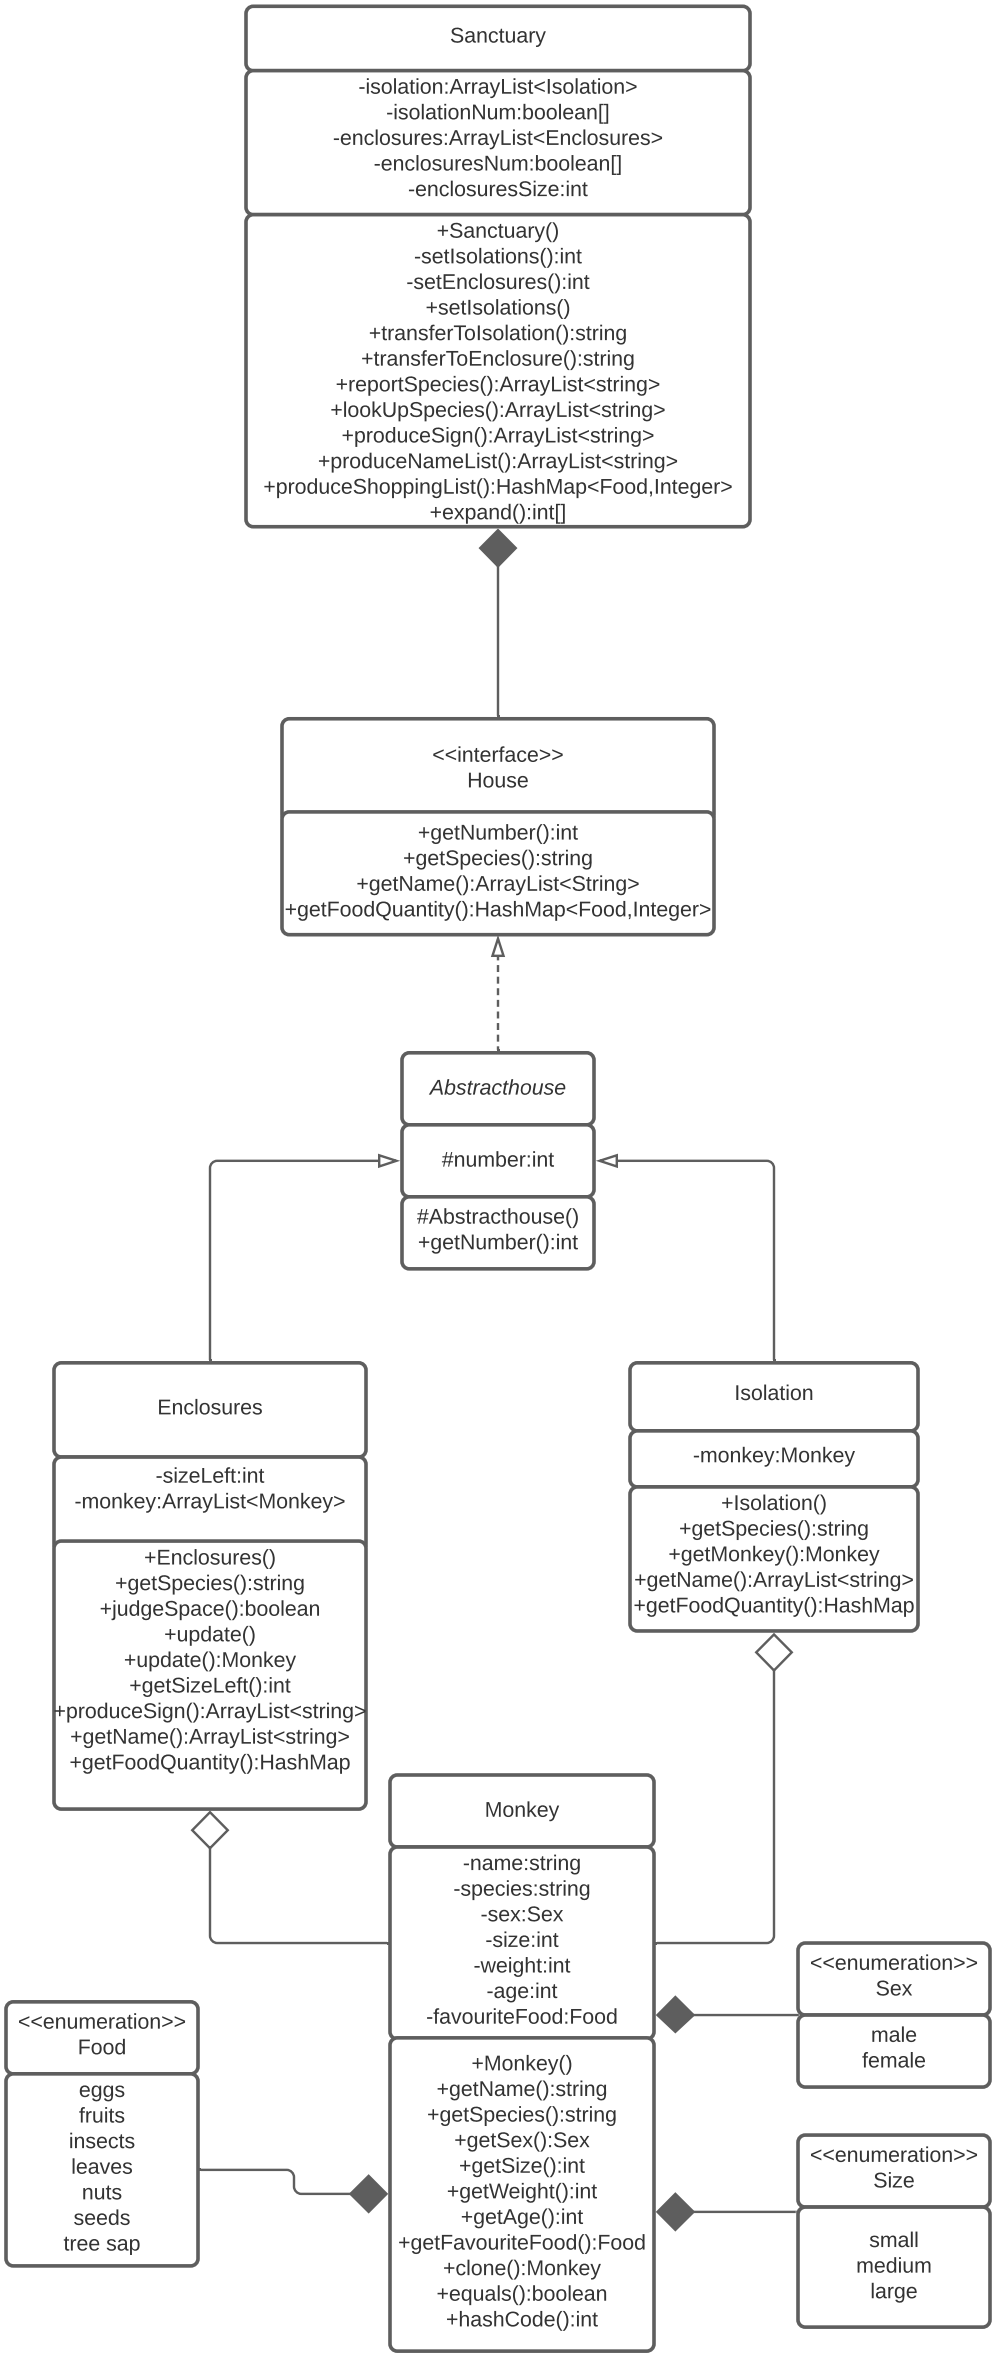 Sanctuary
-isolation:ArrayList<Isolation>
-isolationNum:boolean[]
-enclosures:ArrayList<Enclosures>
-enclosuresNum:boolean[]
-enclosuresSize:int
+Sanctuary()
-setIsolations():int
-setEnclosures():int
+setIsolations()
+transferToIsolation():string
+transferToEnclosure():string
+reportSpecies():ArrayList<string>
+lookUpSpecies():ArrayList<string>
+produceSign():ArrayList<string>
+produceNameList():ArrayList<string>
+produceShoppingList():HashMap<Food,Integer>
+expand():int[]
<<interface>>
House
+getNumber():int
+getSpecies():string
+getName():ArrayList<String>
+getFoodQuantity():HashMap<Food,Integer>
Abstracthouse
#number:int
#Abstracthouse()
+getNumber():int
Enclosures
-sizeLeft:int
-monkey:ArrayList<Monkey>
+Enclosures()
+getSpecies():string
+judgeSpace():boolean
+update()
+update():Monkey
+getSizeLeft():int
+produceSign():ArrayList<string>
+getName():ArrayList<string>
+getFoodQuantity():HashMap
Isolation
-monkey:Monkey
+Isolation()
+getSpecies():string
+getMonkey():Monkey
+getName():ArrayList<string>
+getFoodQuantity():HashMap
Monkey
-name:string
-species:string
-sex:Sex
-size:int
-weight:int
-age:int
-favouriteFood:Food
+Monkey()
+getName():string
+getSpecies():string
+getSex():Sex
+getSize():int
+getWeight():int
+getAge():int
+getFavouriteFood():Food
+clone():Monkey
+equals():boolean
+hashCode():int
<<enumeration>>
Food
eggs
fruits
insects
leaves
nuts
seeds
tree sap
<<enumeration>>
Sex
male
female
<<enumeration>>
Size
small
medium
large